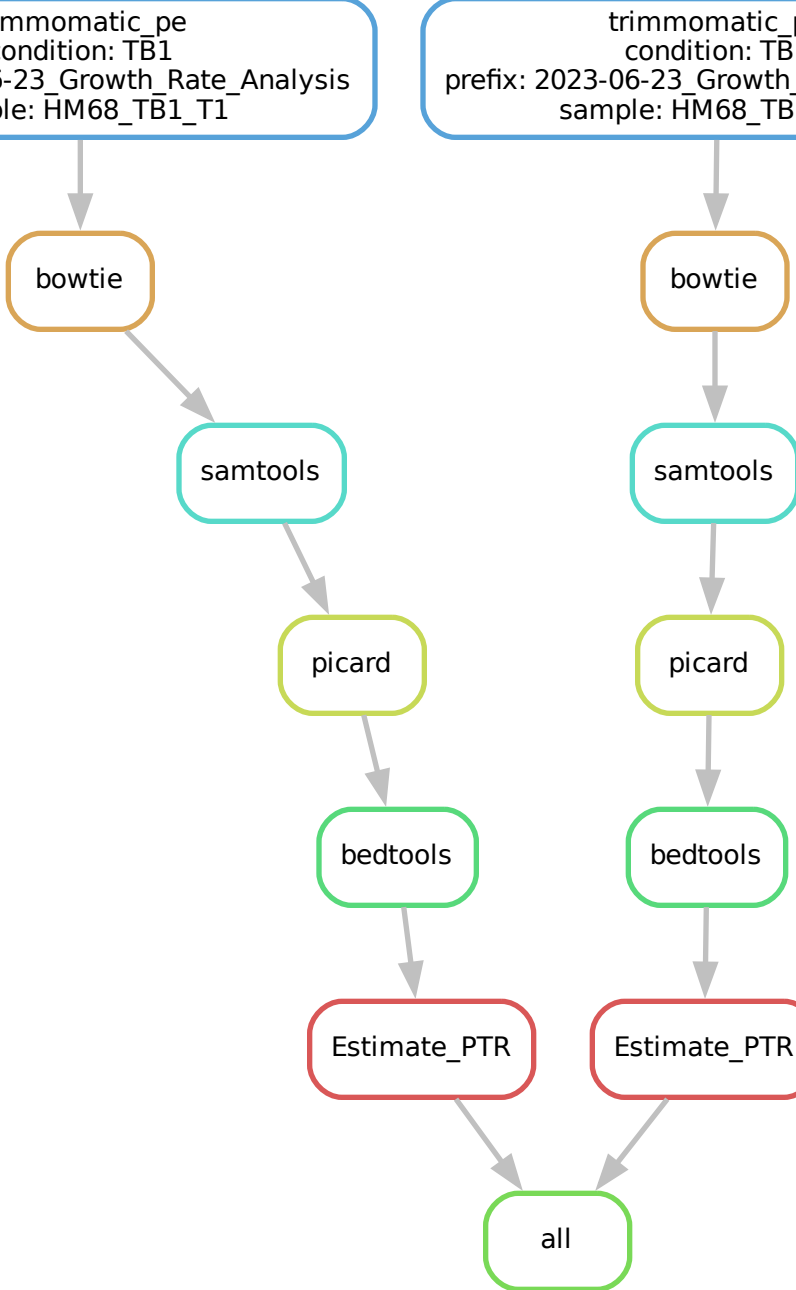 mmomatic_pe
condition: TB1
6-23_Growth_Rate_Analysis
ple: HM68_TB1_T1
trimmomatic_p
condition: TB
prefix: 2023-06-23_Growth_
sample: HM68_TB
bowtie
bowtie
samtools
samtools
picard
picard
bedtools
bedtools
Estimate_PTR
Estimate_PTR
all